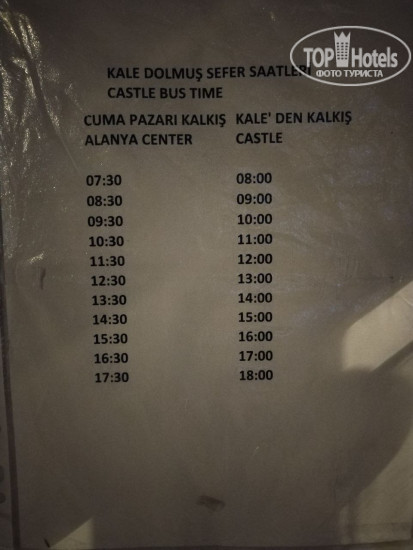 TOP Hotels
ФОТО ТУРИСТА
KALE DOLMUŞ SEFER SAATLERİ
CASTLE BUS TIME
CUMA PAZARI KALKIŞ KALE' DEN KALKIŞ
ALANYA CENTER CASTLE
07:30 08:00
08:30 09:00
09:30 10:00
10:30 11:00
11:30 12:00
12:30 13:00
13:30 14:00
14:30 15:00
15:30 16:00
16:30 17:00
17:30 18:00